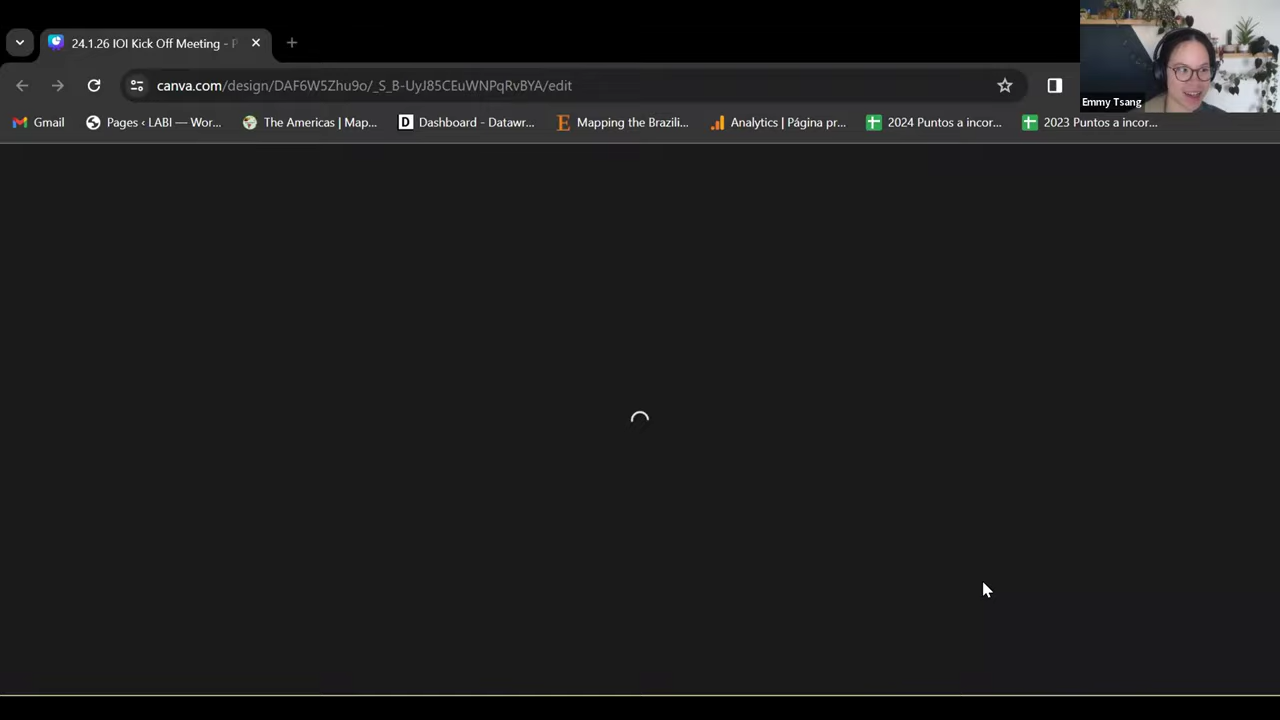 24.1.26 IOI Kick Off Meeting -
canva.com/design/DAF6W5Zhu9o/_S_B-UyJ85CEuWNPqRvBYA/edit
Emmy Tsang
Gmail
Pages ‹ LABI — Wor...
The Americas | Map...
D Dashboard - Datawr...
E Mapping the Brazili...
Analytics | Página pr...
2024 Puntos a incor...
2023 Puntos a incor...